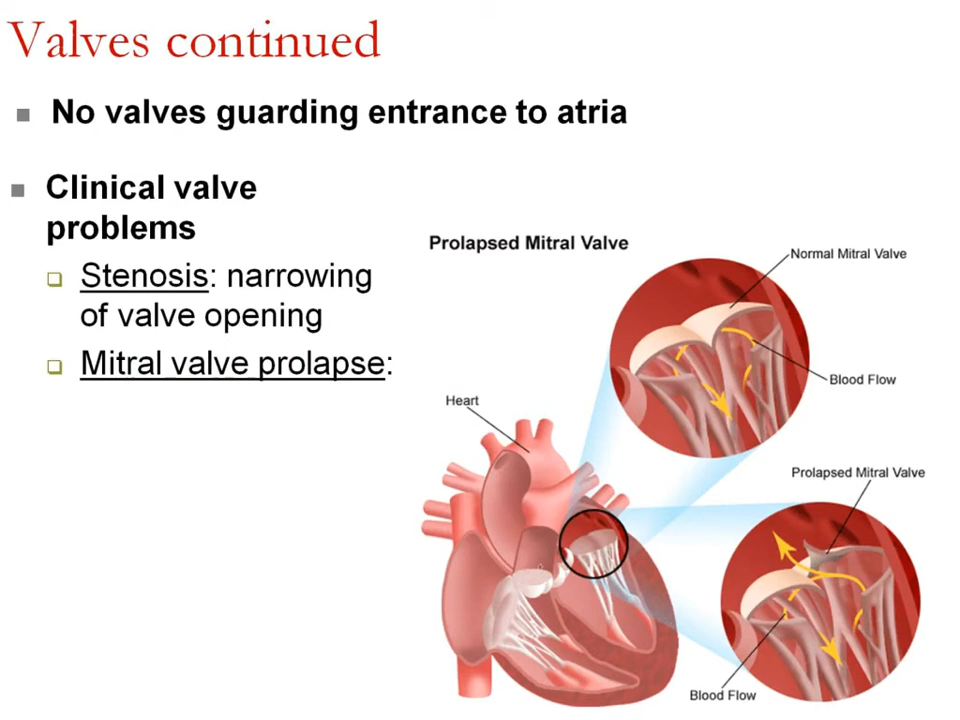 Valves continued
No valves guarding entrance to atria
Clinical valve
problems
Stenosis: narrowing
of valve opening
Mitral valve prolapse:
Prolapsed Mitral Valve
Normal Mitral Valve
Blood Flow
Heart
Prolapsed Mitral Valve
Blood Flow